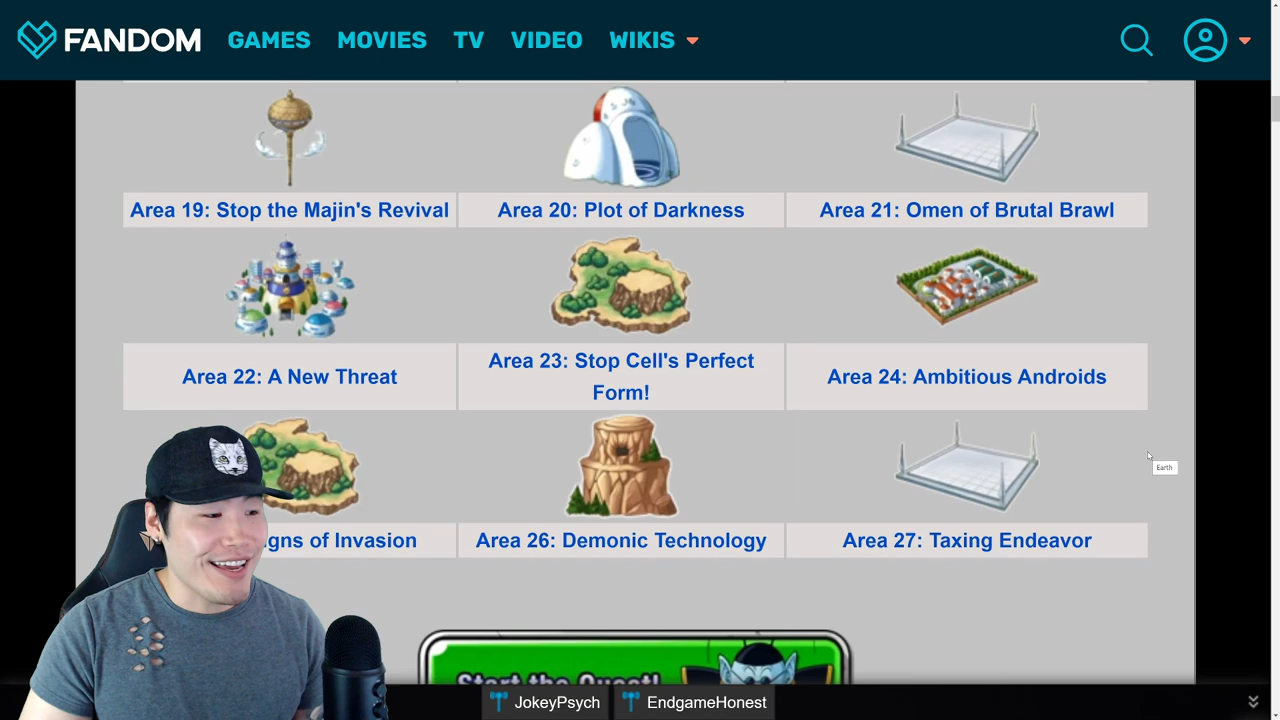 FANDOM GAMES MOVIES TV VIDEO WIKIS
Area 19: Stop the Majin's Revival
Area 20: Plot of Darkness
Area 21: Omen of Brutal Brawl
Area 22: A New Threat
Area 23: Stop Cell's Perfect
Form!
Area 24: Ambitious Androids
of Invasion
Area 26: Demonic Technology
Area 27: Taxing Endeavor
Earth
Start the Quest!
JokeyPsych
EndgameHonest